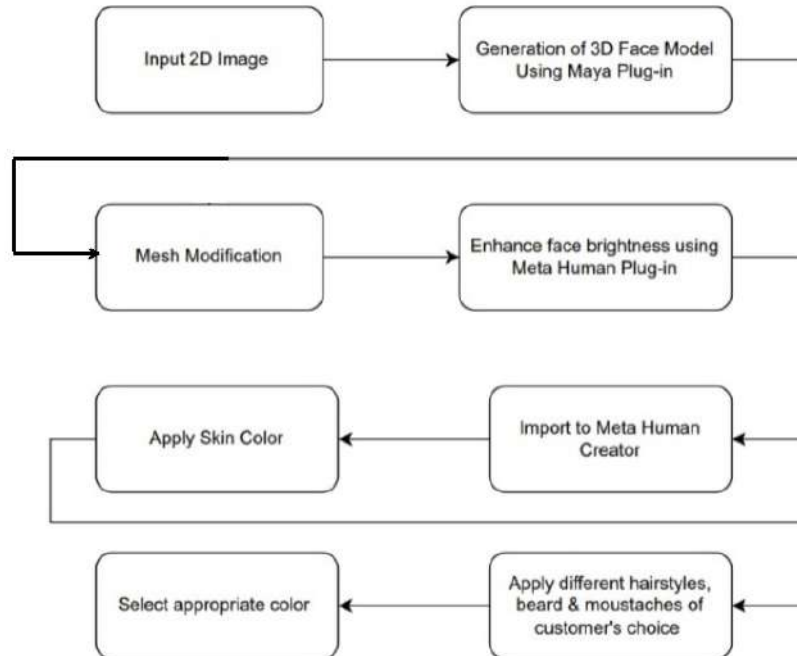 Input 2D Image
Generation of 3D Face Model
Using Maya Plug-in
Mesh Modification
Enhance face brightness using
Meta Human Plug-in
Import to Meta Human
Creator
Apply Skin Color
Apply different hairstyles,
beard & moustaches of
customer's choice
Select appropriate color